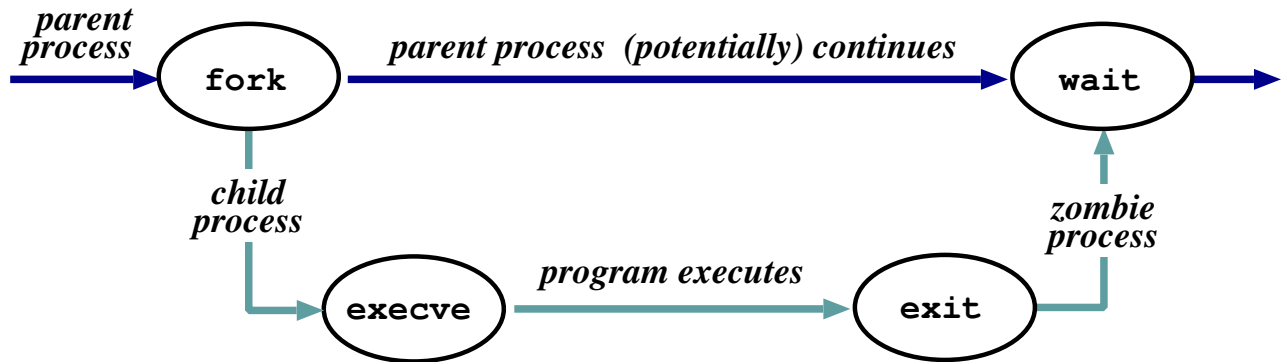 parent
process
fork
parent process (potentially) continues
wait
child
process
zombie
process
execve
program executes
exit